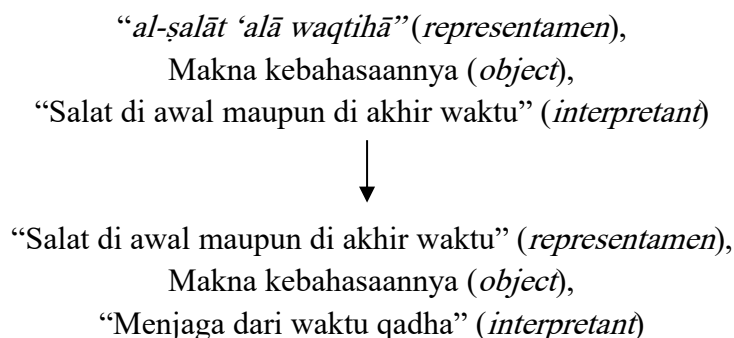 “al-ṣalāt ‘alā waqtihā” (representamen),
Makna kebahasaannya (object),
“Salat di awal maupun di akhir waktu” (interpretant)
“Salat di awal maupun di akhir waktu” (representamen),
Makna kebahasaannya (object),
“Menjaga dari waktu qadha” (interpretant)